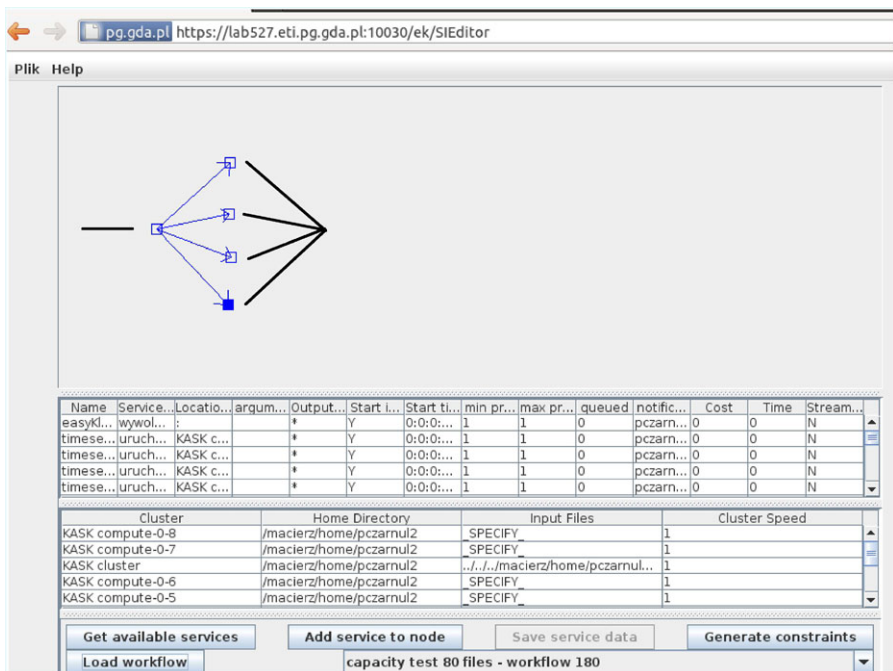 pg.gda.pl https://lab527.eti.pg.gda.pl:10030/ek/SIEditor
Plik Help
Name Service... Locatio... argum... Output... Start i... Start ti... min pr... max pr... queued notific... Cost Time Stream...
easyKl... wywol... : * Y 0:0:0:... 1 1 0 pczarn... 0 0 N
timese... uruch... KASK c... * Y 0:0:0:... 1 1 0 pczarn... 0 0 N
timese... uruch... KASK c... * Y 0:0:0:... 1 1 0 pczarn... 0 0 N
timese... uruch... KASK c... * Y 0:0:0:... 1 1 0 pczarn... 0 0 N
timese... uruch... KASK c... * Y 0:0:0:... 1 1 0 pczarn... 0 0 N
Cluster Home Directory Input Files Cluster Speed
KASK compute-0-8 /macierz/home/pczarnul2 _SPECIFY_ 1
KASK compute-0-7 /macierz/home/pczarnul2 _SPECIFY_ 1
KASK cluster /macierz/home/pczarnul2 ../../../macierz/home/pczarnul... 1
KASK compute-0-6 /macierz/home/pczarnul2 _SPECIFY_ 1
KASK compute-0-5 /macierz/home/pczarnul2 _SPECIFY_ 1
Get available services Add service to node Save service data Generate constraints
Load workflow capacity test 80 files - workflow 180